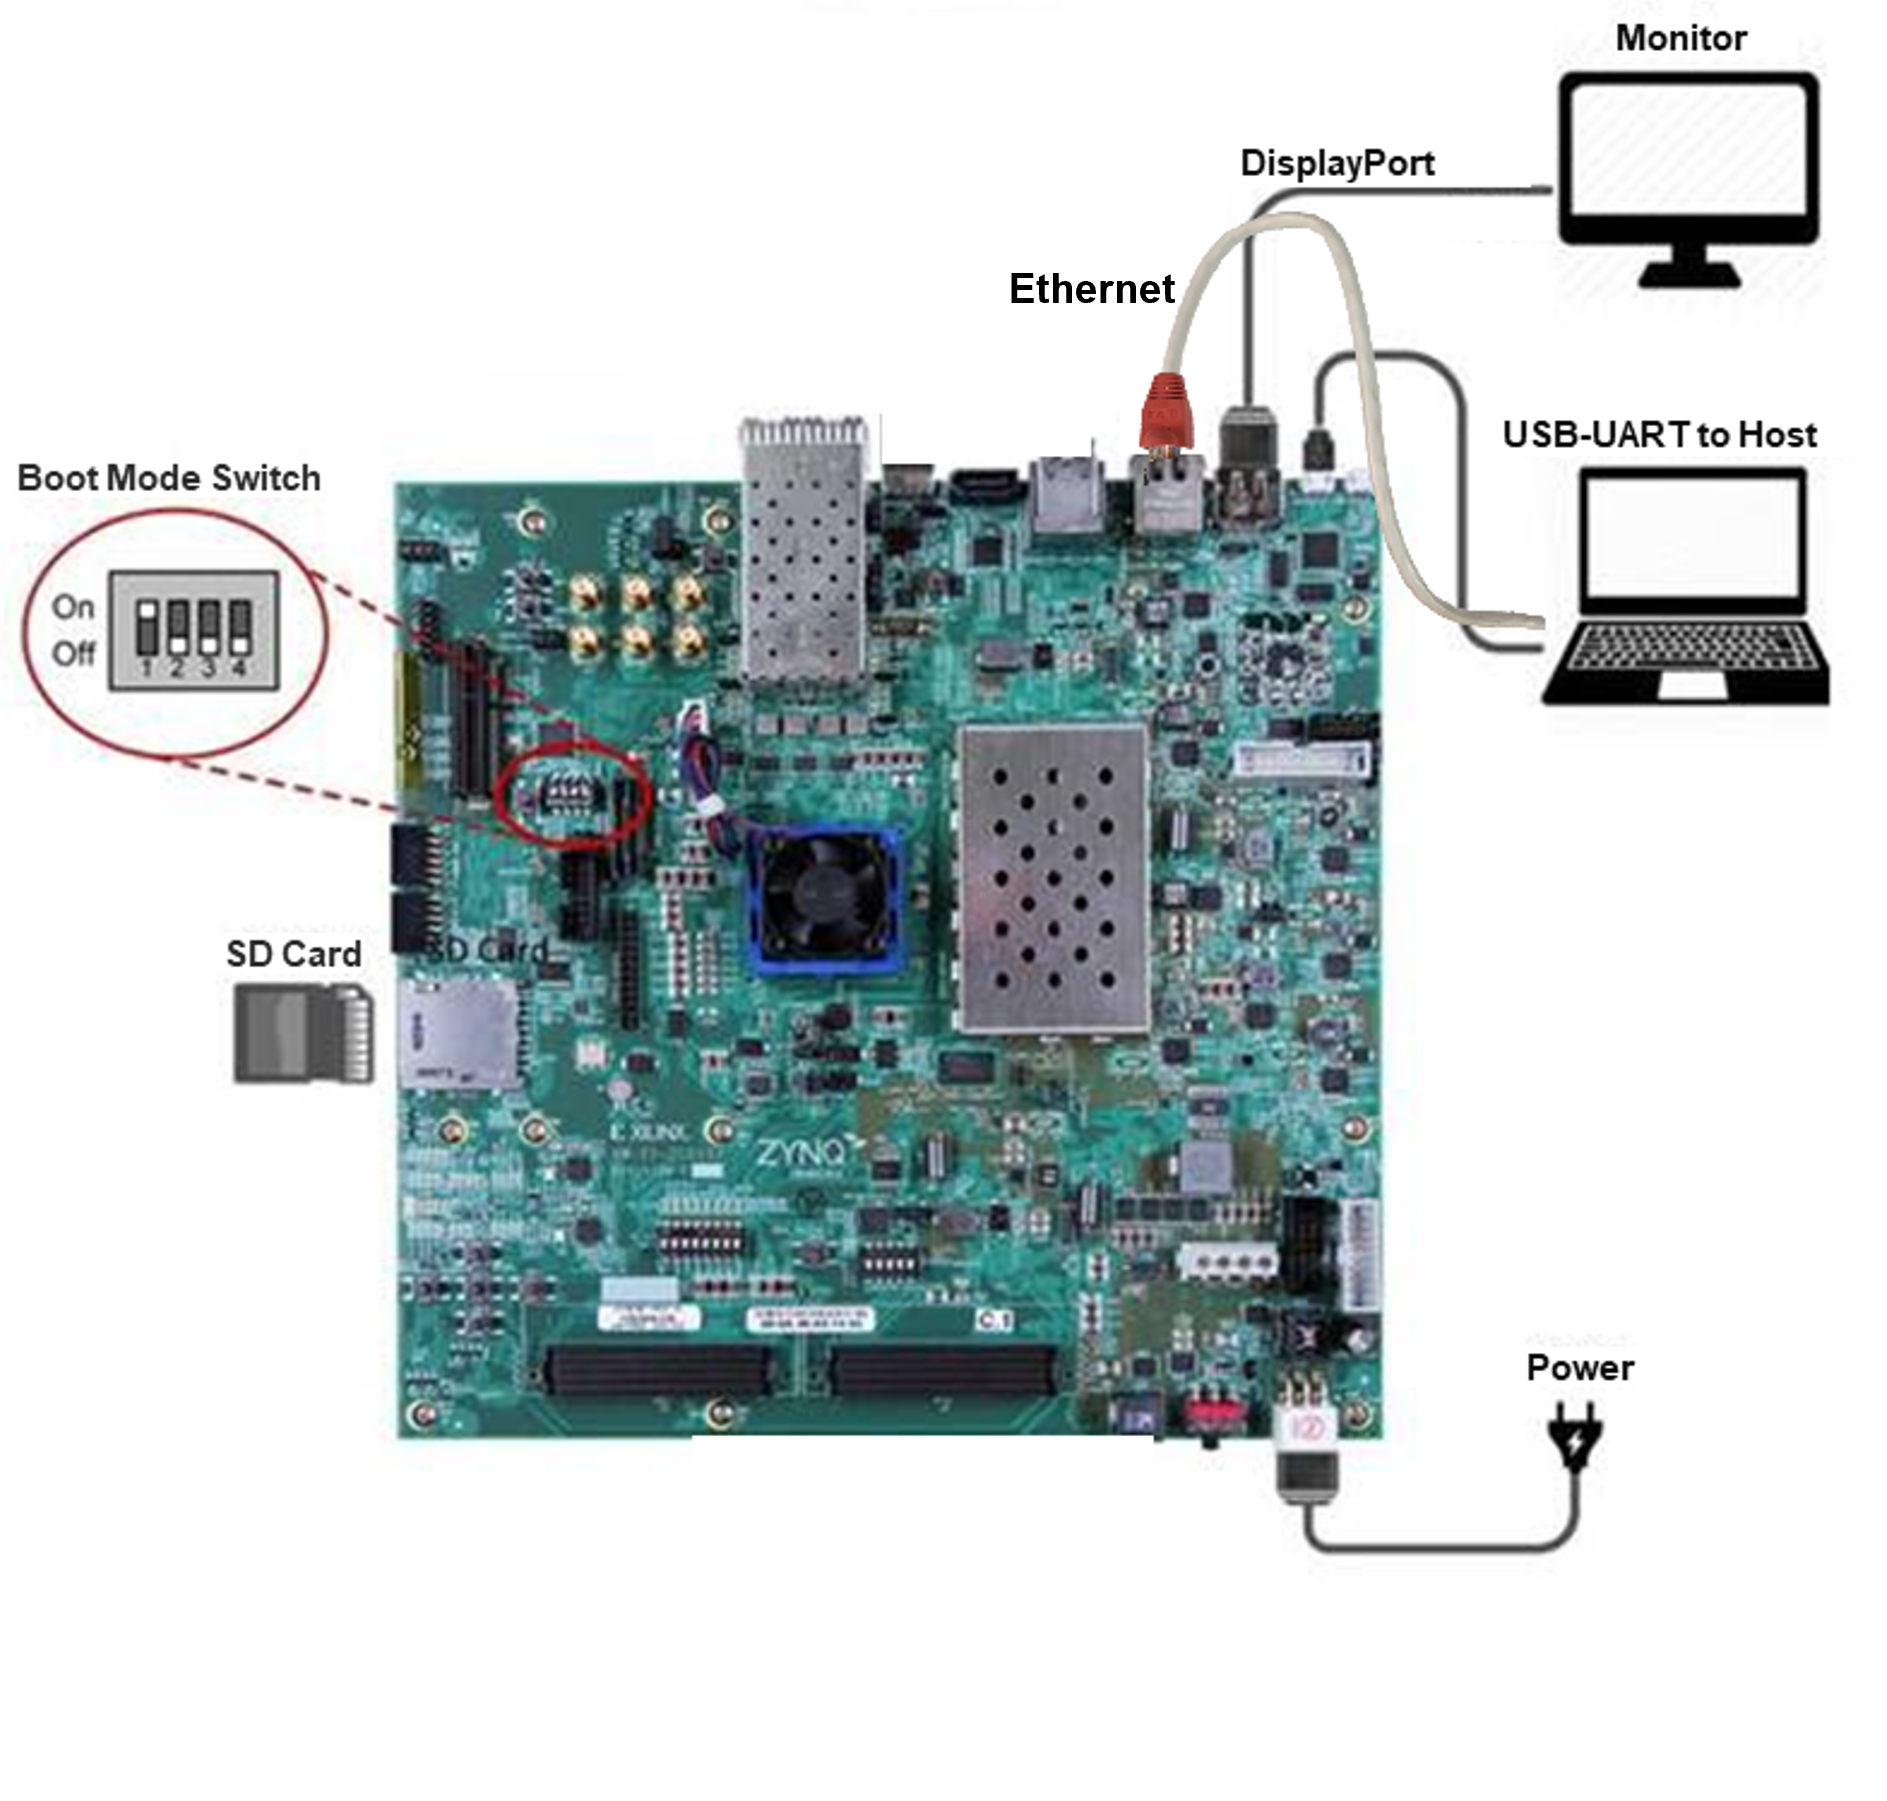 Monitor
DisplayPort
Ethernet
USB-UART to Host
Boot Mode Switch
On
Off
1 2 3 4
SD Card
SD Card
XILINX
ZYNQ
C.1
Power